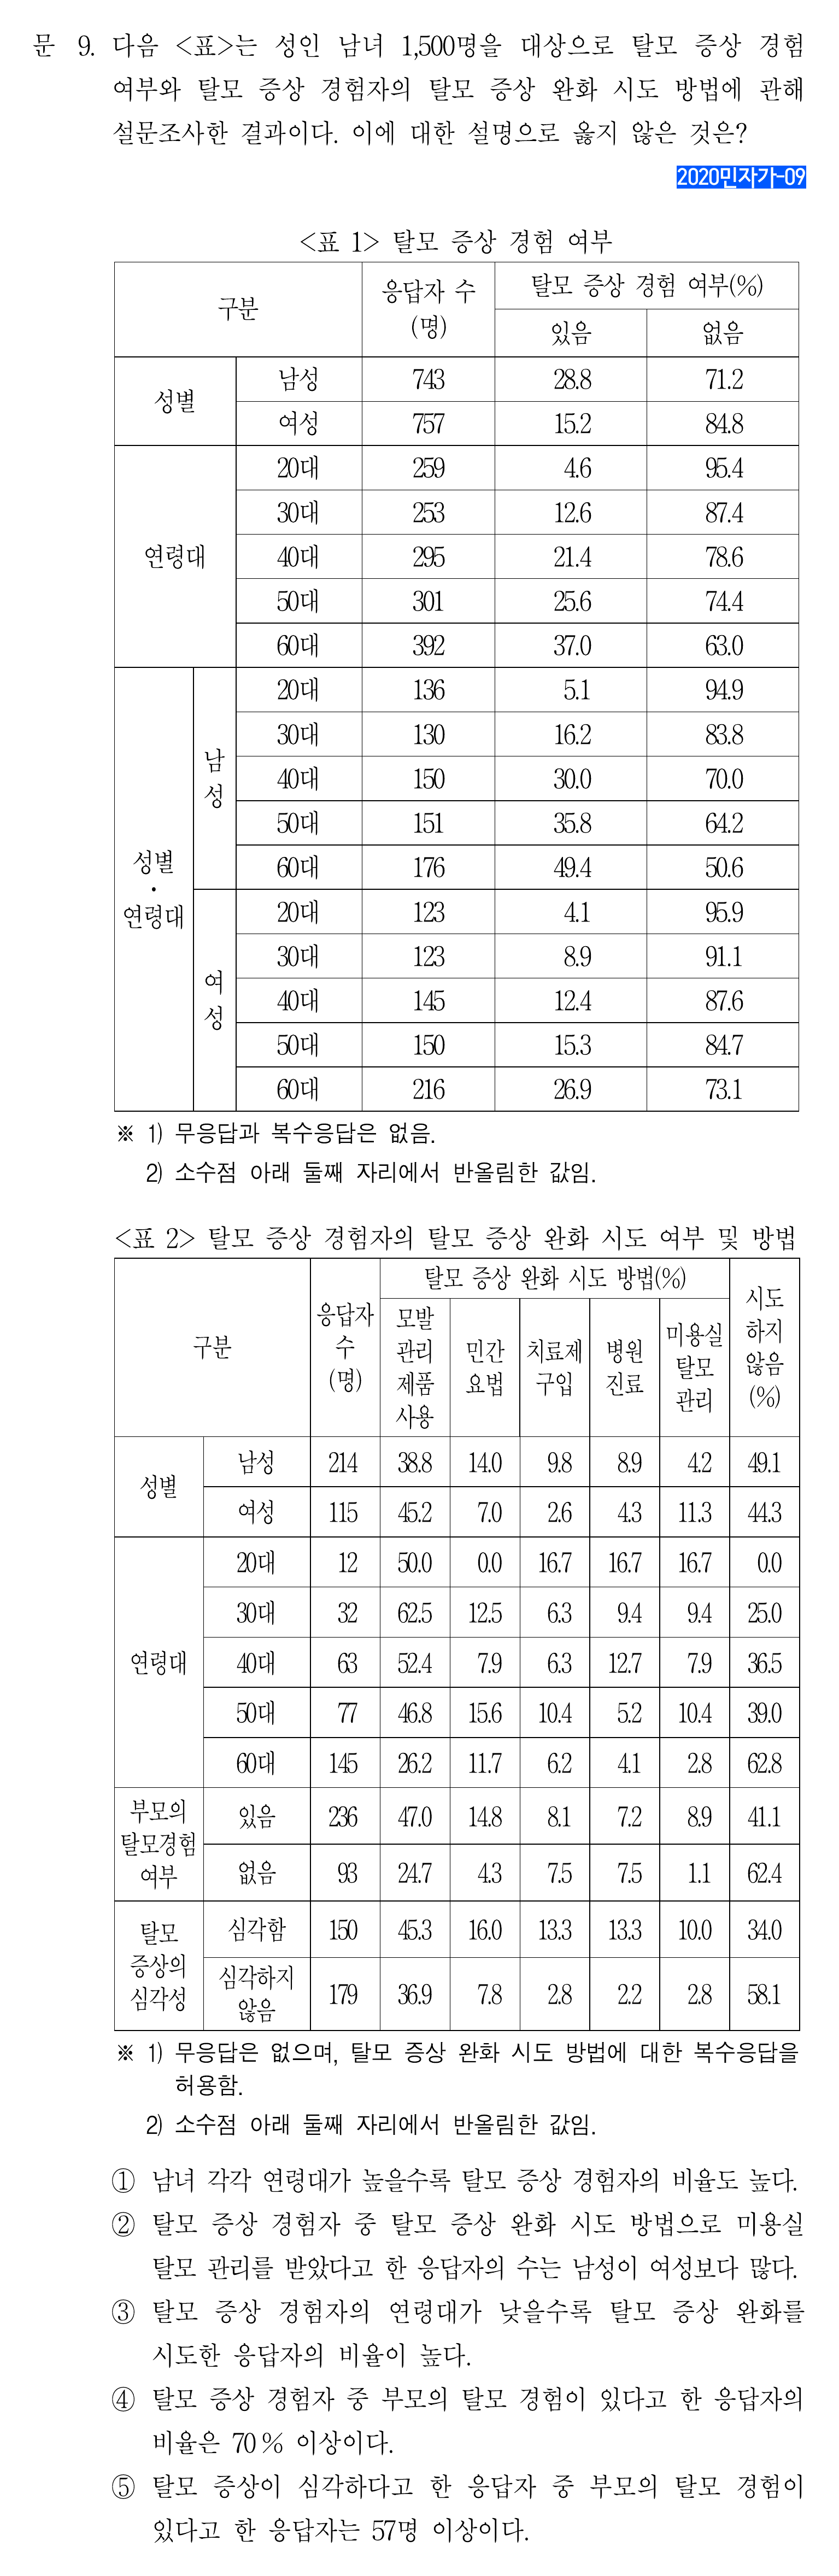 문 9. 다음 <표>는 성인 남녀 1,500명을 대상으로 탈모 증상 경험
여부와 탈모 증상 경험자의 탈모 증상 완화 시도 방법에 관해
설문조사한 결과이다. 이에 대한 설명으로 옳지 않은 것은?
2020민자가-09
<표 1> 탈모 증상 경험 여부
구분 응답자 수 (명) 탈모 증상 경험 여부(%)
있음 없음
성별 남성 743 28.8 71.2
여성 757 15.2 84.8
연령대 20대 259 4.6 95.4
30대 253 12.6 87.4
40대 295 21.4 78.6
50대 301 25.6 74.4
60대 392 37.0 63.0
성별·연령대 남성 20대 136 5.1 94.9
30대 130 16.2 83.8
40대 150 30.0 70.0
50대 151 35.8 64.2
60대 176 49.4 50.6
여성 20대 123 4.1 95.9
30대 123 8.9 91.1
40대 145 12.4 87.6
50대 150 15.3 84.7
60대 216 26.9 73.1
※ 1) 무응답과 복수응답은 없음.
2) 소수점 아래 둘째 자리에서 반올림한 값임.
<표 2> 탈모 증상 경험자의 탈모 증상 완화 시도 여부 및 방법
구분 응답자 수 (명) 탈모 증상 완화 시도 방법(%) 시도하지 않음 (%)
모발 관리 제품 사용 민간 요법 치료제 구입 병원 진료 미용실 탈모 관리
성별 남성 214 38.8 14.0 9.8 8.9 4.2 49.1
여성 115 45.2 7.0 2.6 4.3 11.3 44.3
연령대 20대 12 50.0 0.0 16.7 16.7 16.7 0.0
30대 32 62.5 12.5 6.3 9.4 9.4 25.0
40대 63 52.4 7.9 6.3 12.7 7.9 36.5
50대 77 46.8 15.6 10.4 5.2 10.4 39.0
60대 145 26.2 11.7 6.2 4.1 2.8 62.8
부모의 탈모경험 여부 있음 236 47.0 14.8 8.1 7.2 8.9 41.1
없음 93 24.7 4.3 7.5 7.5 1.1 62.4
탈모 증상의 심각성 심각함 150 45.3 16.0 13.3 13.3 10.0 34.0
심각하지 않음 179 36.9 7.8 2.8 2.2 2.8 58.1
※ 1) 무응답은 없으며, 탈모 증상 완화 시도 방법에 대한 복수응답을
허용함.
2) 소수점 아래 둘째 자리에서 반올림한 값임.
① 남녀 각각 연령대가 높을수록 탈모 증상 경험자의 비율도 높다.
② 탈모 증상 경험자 중 탈모 증상 완화 시도 방법으로 미용실
탈모 관리를 받았다고 한 응답자의 수는 남성이 여성보다 많다.
③ 탈모 증상 경험자의 연령대가 낮을수록 탈모 증상 완화를
시도한 응답자의 비율이 높다.
④ 탈모 증상 경험자 중 부모의 탈모 경험이 있다고 한 응답자의
비율은 70% 이상이다.
⑤ 탈모 증상이 심각하다고 한 응답자 중 부모의 탈모 경험이
있다고 한 응답자는 57명 이상이다.